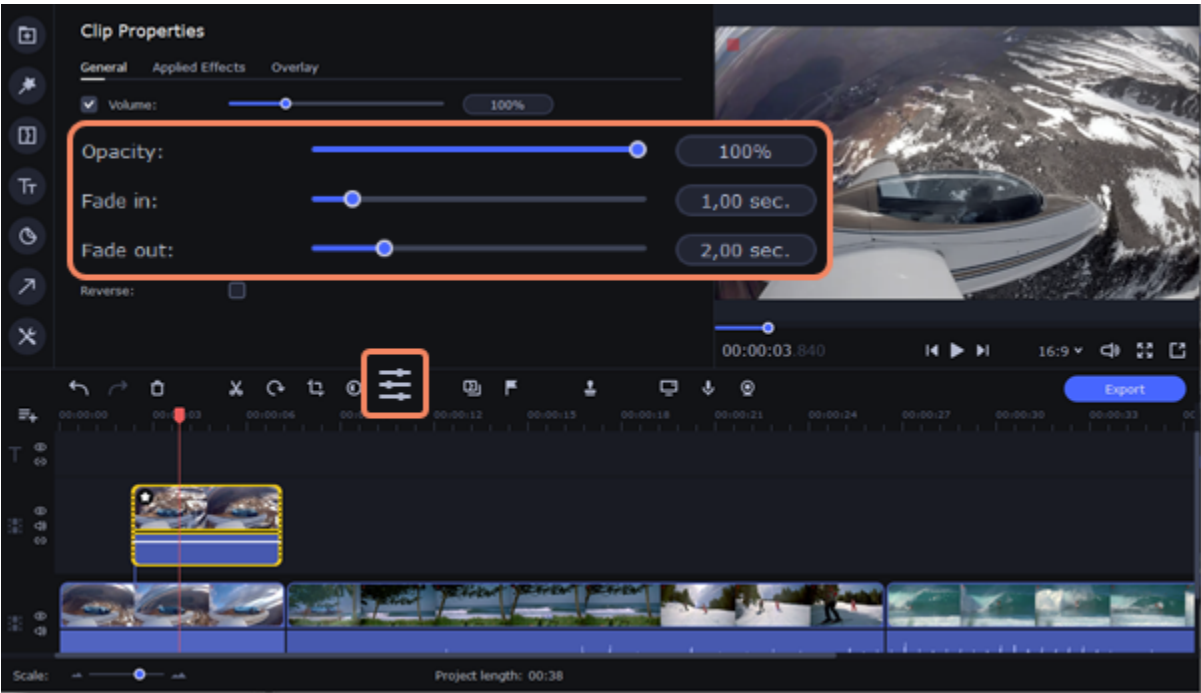 Clip Properties
General Applied Effects Overlay
Volume: 100%
Opacity: 100%
Fade in: 1,00 sec.
Fade out: 2,00 sec.
Reverse:
00:00:03.840
16:9
Export
00:00:00 03 00:00:06 00:00:12 00:00:15 00:00:18 00:00:21 00:00:24 00:00:27 00:00:30 00:00:33
Scale: Project length: 00:38